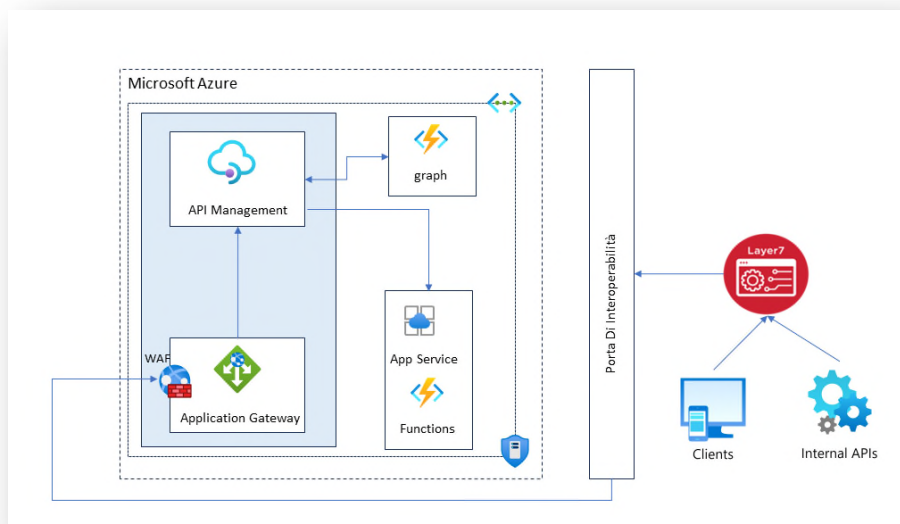 Microsoft Azure
graph
API Management
Layer7
Porta Di Interoperabilità
App Service
WAF
Application Gateway
Functions
Clients
Internal APIs